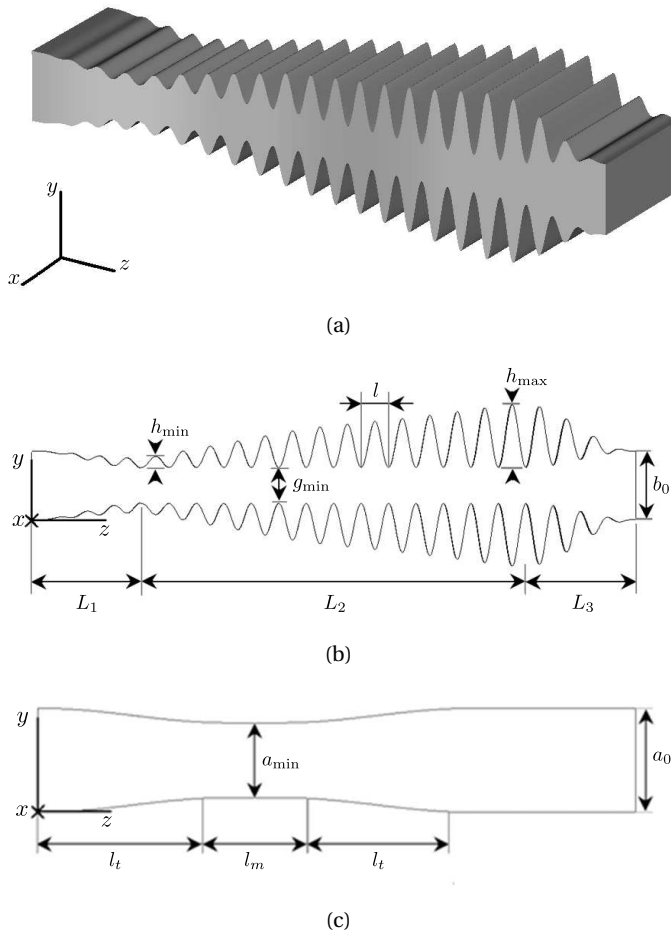 y
x
z
(a)
l
h_max
h_min
y
g_min
b_0
x
z
L_1
L_2
L_3
(b)
y
a_min
a_0
x
z
l_t
l_m
l_t
(c)